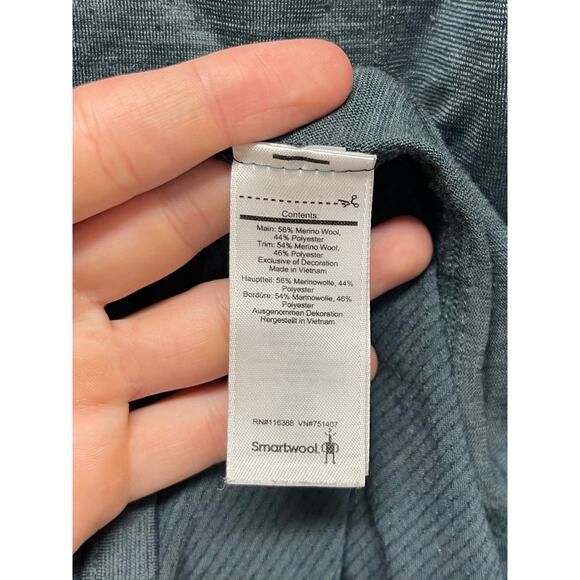 Contents:
Main: 56% Merino Wool,
44% Polyester
Trim: 54% Merino Wool,
46% Polyester
Exclusive of Decoration
Made in Vietnam
Hauptteil: 56% Merinowolle, 44%
Polyester
Bordüre: 54% Marinowolle, 46%
Polyester
Ausgenommen Dekoration
Hergestellt in Vietnam
RN#116388 VN#751407
Smartwool